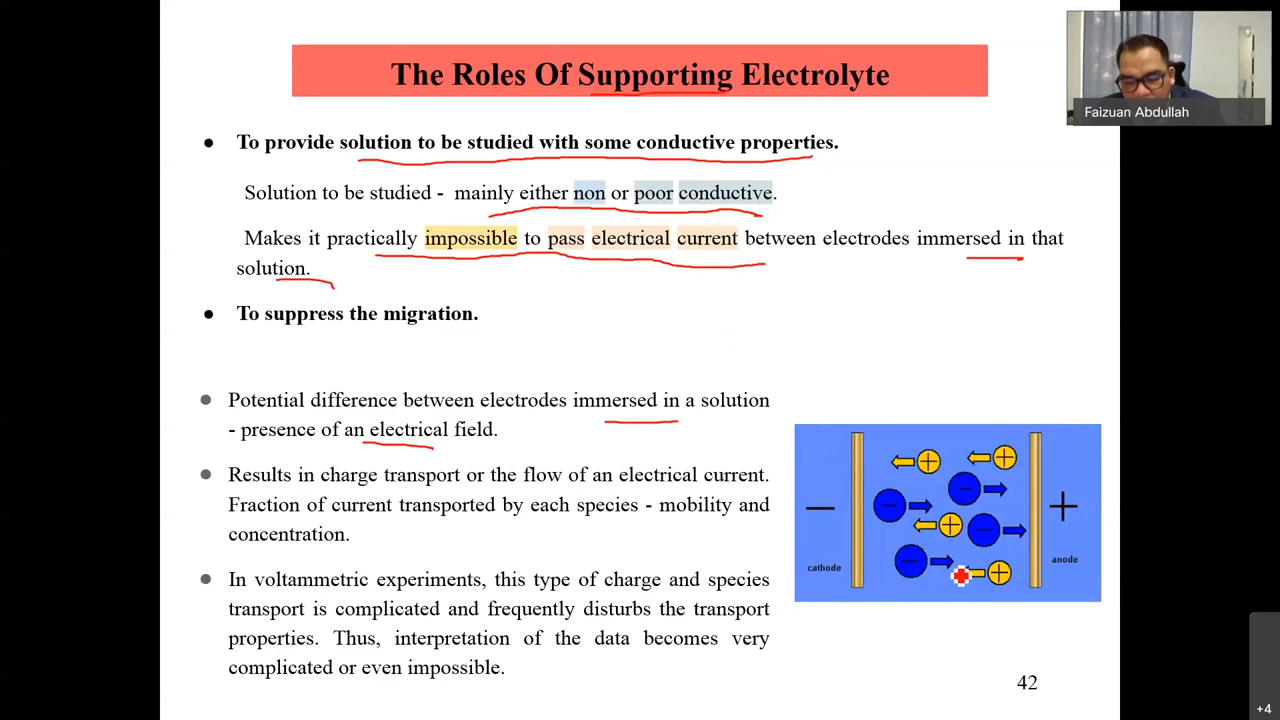 The Roles Of Supporting Electrolyte
Faizuan Abdullah
● To provide solution to be studied with some conductive properties.
Solution to be studied - mainly either non or poor conductive.
Makes it practically impossible to pass electrical current between electrodes immersed in that
solution.
● To suppress the migration.
● Potential difference between electrodes immersed in a solution
- presence of an electrical field.
● Results in charge transport or the flow of an electrical current.
Fraction of current transported by each species - mobility and
concentration.
● In voltammetric experiments, this type of charge and species
transport is complicated and frequently disturbs the transport
properties. Thus, interpretation of the data becomes very
complicated or even impossible.
− +
cathode
anode
42
+4